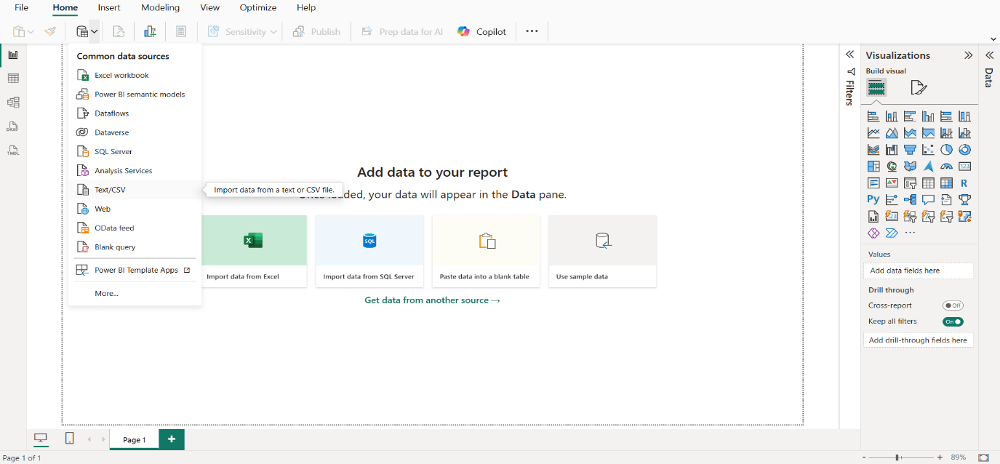 File Home Insert Modeling View Optimize Help
Sensitivity Publish Prep data for AI Copilot
Common data sources
Excel workbook
Power BI semantic models
Dataflows
Dataverse
SQL Server
Analysis Services
Text/CSV
Web
OData feed
Blank query
Power BI Template Apps
More...
Import data from a text or CSV file.
Add data to your report
loaded, your data will appear in the Data pane.
SQL
Import data from Excel
Import data from SQL Server
Paste data into a blank table
Use sample data
Get data from another source →
Filters
Visualizations
Build visual
123
R
Py
Values
Add data fields here
Drill through
Cross-report
Off
Keep all filters
On
Add drill-through fields here
Data
DAX
TMDL
Page 1
+
Page 1 of 1
- + 89%